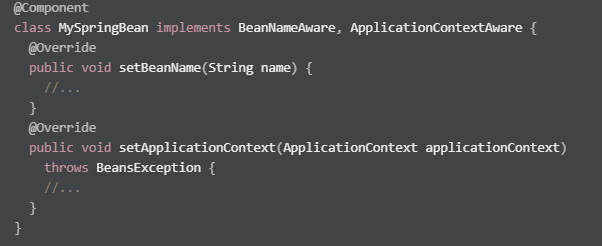 @Component
class MySpringBean implements BeanNameAware, ApplicationContextAware {
  @Override
  public void setBeanName(String name) {
    //...
  }
  @Override
  public void setApplicationContext(ApplicationContext applicationContext)
    throws BeansException {
    //...
  }
}